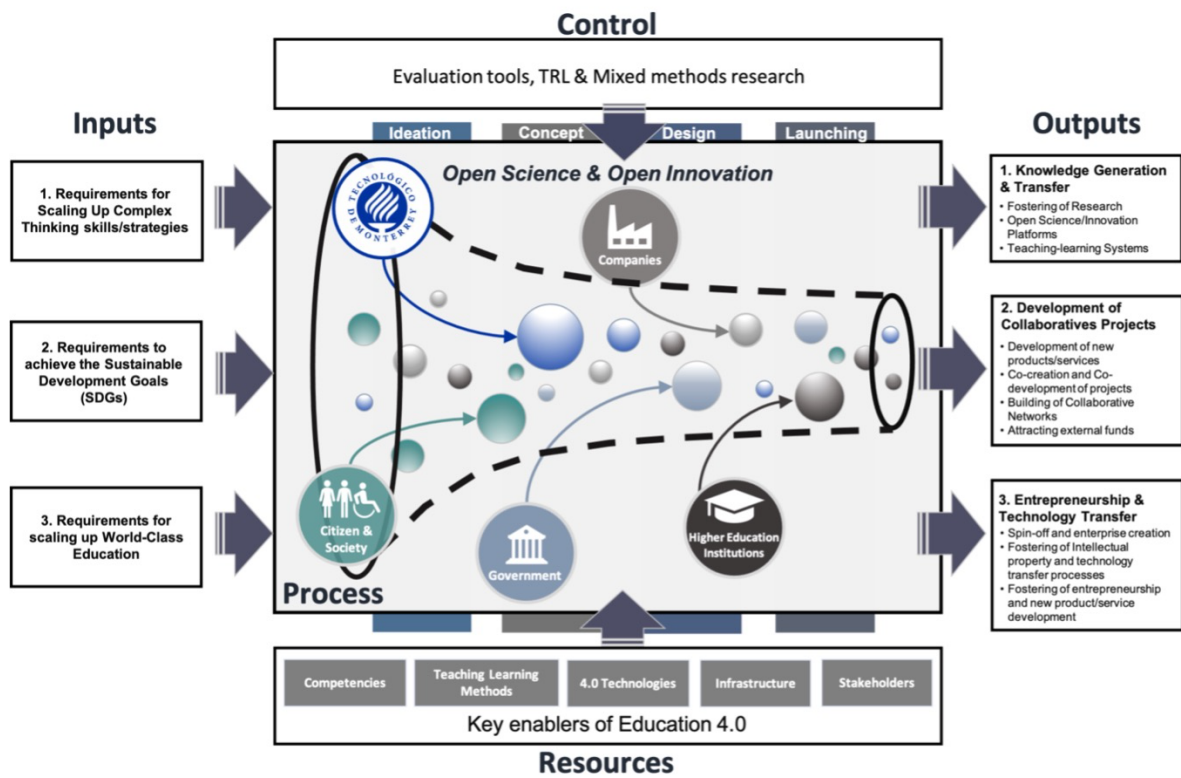 Control
Evaluation tools, TRL & Mixed methods research
Inputs
1. Requirements for
Scaling Up Complex
Thinking skills/strategies
2. Requirements to
achieve the Sustainable
Development Goals
(SDGs)
3. Requirements for
scaling up World-Class
Education
Ideation
Concept
Design
Launching
Open Science & Open Innovation
TECNOLÓGICO
DE MONTERREY
Companies
Citizen &
Society
Government
Higher Education
Institutions
Process
Outputs
1. Knowledge Generation
& Transfer
• Fostering of Research
• Open Science/Innovation
Platforms
• Teaching-learning Systems
2. Development of
Collaboratives Projects
• Development of new
products/services
• Co-creation and Co-
development of projects
• Building of Collaborative
Networks
• Attracting external funds
3. Entrepreneurship &
Technology Transfer
• Spin-off and enterprise creation
• Fostering of Intellectual
property and technology
transfer processes
• Fostering of entrepreneurship
and new product/service
development
Competencies
Teaching Learning
Methods
4.0 Technologies
Infrastructure
Stakeholders
Key enablers of Education 4.0
Resources